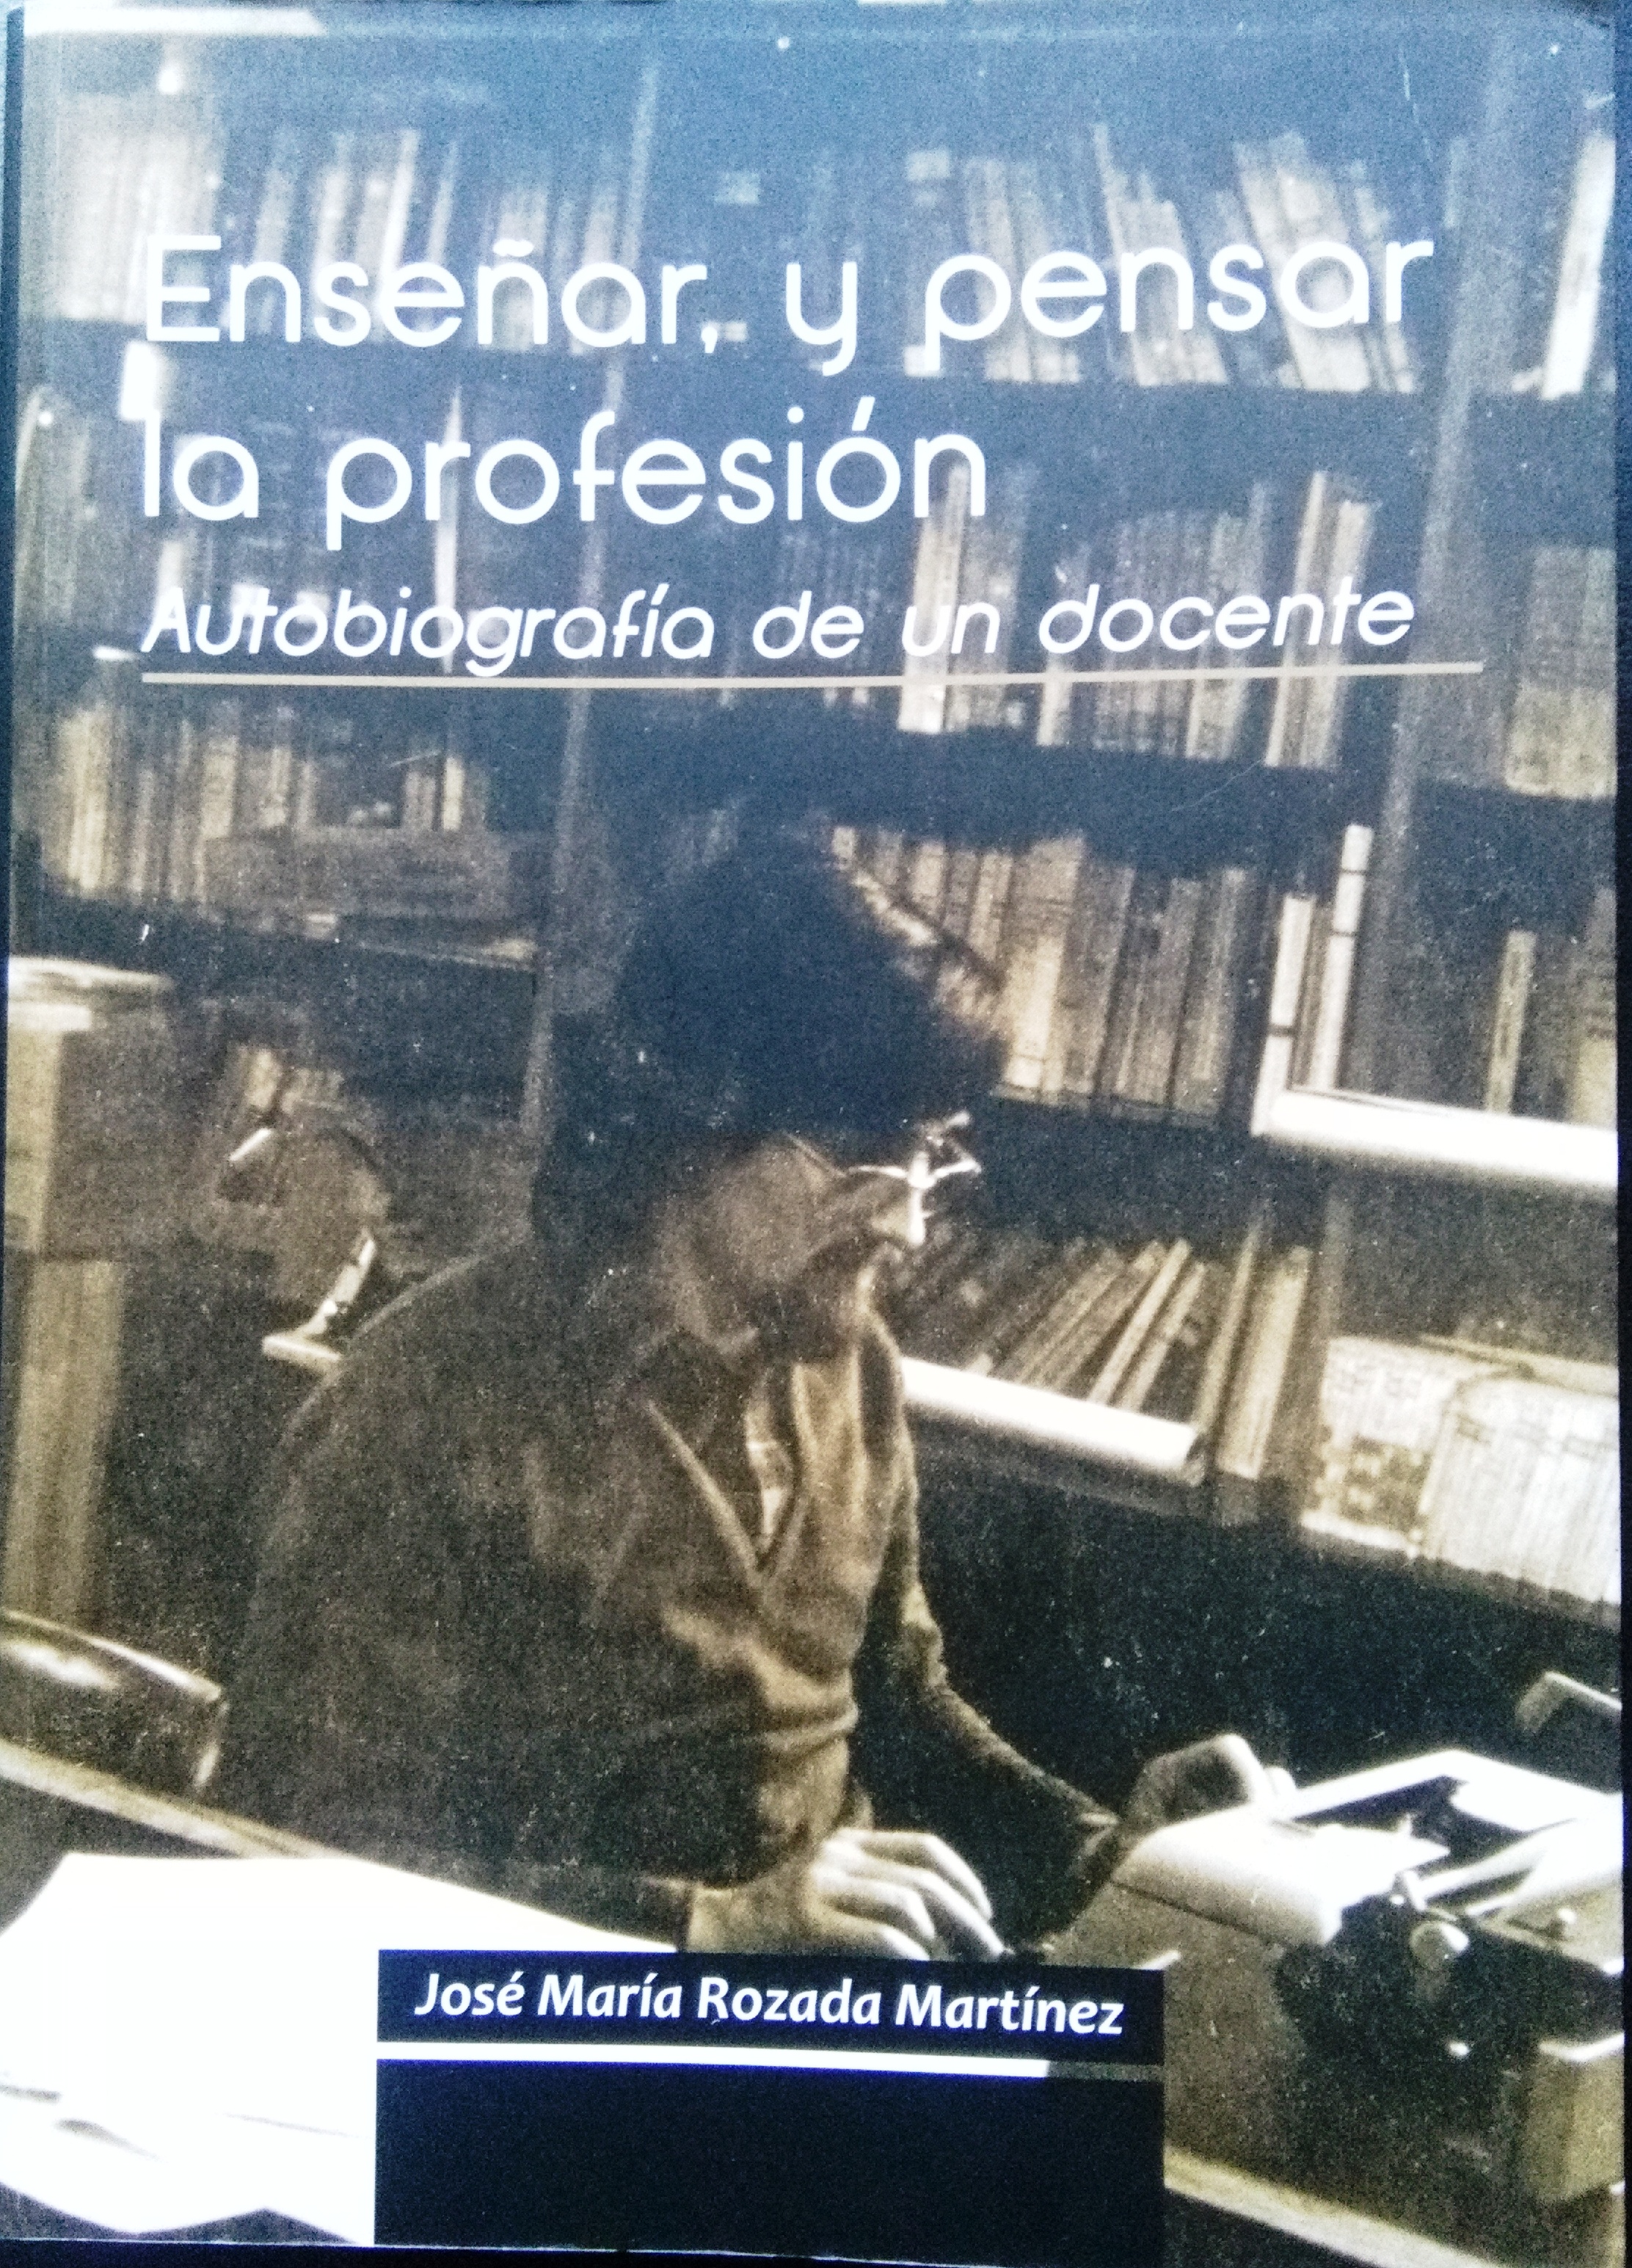 Enseñar, y pensar
la profesión
Autobiografía de un docente
José María Rozada Martínez